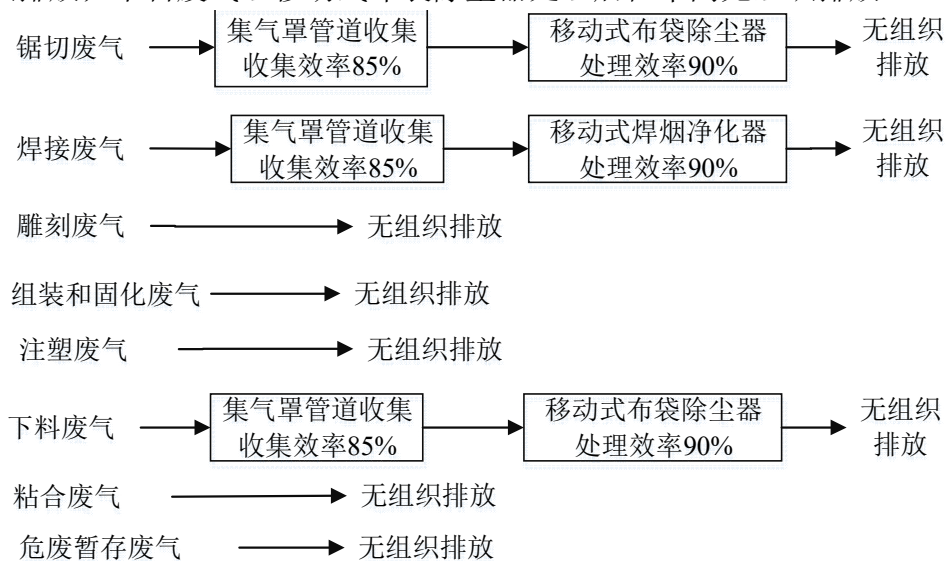 锯切废气
集气罩管道收集
收集效率85%
移动式布袋除尘器
处理效率90%
无组织
排放
焊接废气
集气罩管道收集
收集效率85%
移动式焊烟净化器
处理效率90%
无组织
排放
雕刻废气
无组织排放
组装和固化废气
无组织排放
注塑废气
无组织排放
下料废气
集气罩管道收集
收集效率85%
移动式布袋除尘器
处理效率90%
无组织
排放
粘合废气
无组织排放
危废暂存废气
无组织排放